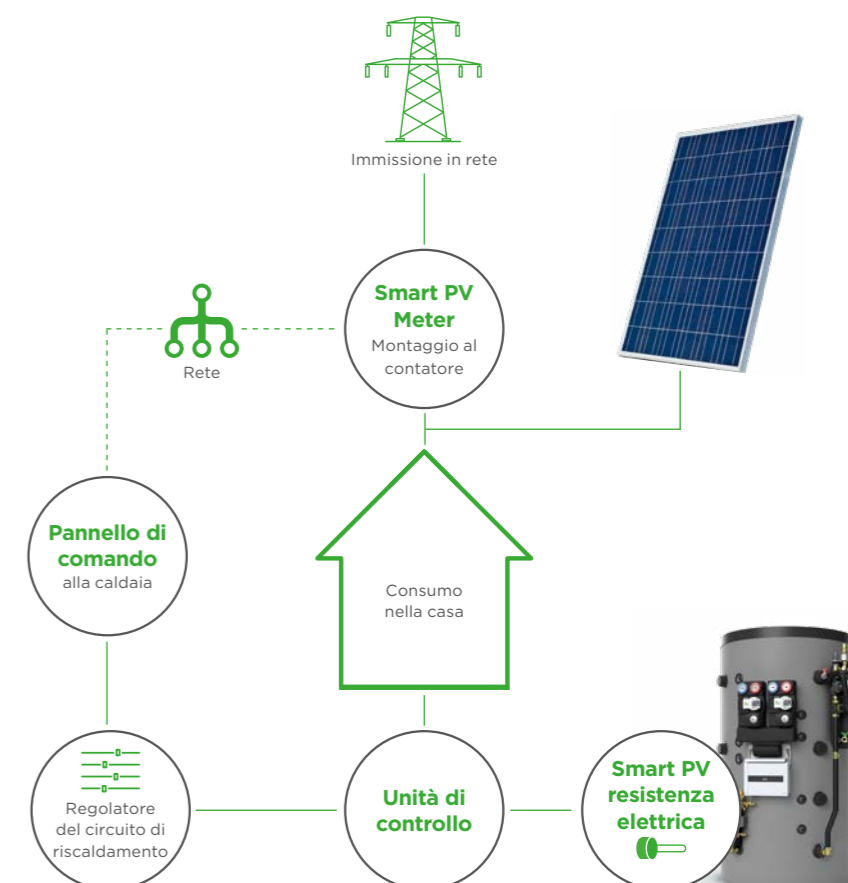 Immissione in rete
Smart PV
Meter
Montaggio al
contatore
Rete
Pannello di
comando
alla caldaia
Consumo
nella casa
Regolatore
del circuito di
riscaldamento
Unità di
controllo
Smart PV
resistenza
elettrica